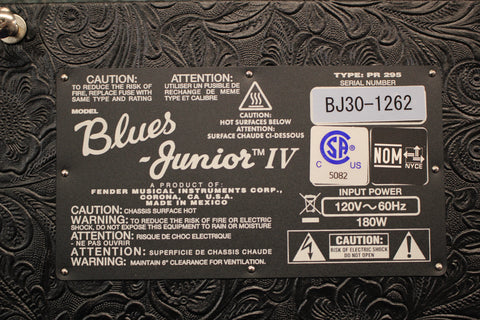 CAUTION:
TO REDUCE THE RISK OF
FIRE, REPLACE FUSE WITH
SAME TYPE AND RATING
ATTENTION:
UTILISER UN FUSIBLE
DE RECHANGE DE MEME
TYPE ET CALIBRE
MODEL
Blues
Junior™ IV
CAUTION:
HOT SURFACES BELOW
ATTENTION:
SURFACE CHAUDE CI-DESSOUS
TYPE: PR 295
SERIAL NUMBER
BJ30-1262
SA
C US
5082
NOM
NYCE
A PRODUCT OF:
FENDER MUSICAL INSTRUMENTS CORP.,
CORONA, CA U.S.A.
MADE IN MEXICO
CAUTION: CHASSIS SURFACE HOT
WARNING: TO REDUCE THE RISK OF FIRE OR ELECTRIC
SHOCK, DO NOT EXPOSE THIS EQUIPMENT TO RAIN OR MOISTURE
ATTENTION: RISQUE DE CHOC ELECTRIQUE
- NE PAS OUVRIR
ATTENTION: SUPERFICIE DE CHASSIS CHAUDE
WARNING: MAINTAIN 6" CLEARANCE FOR VENTILATION.
INPUT POWER
120V~60Hz
180W
CAUTION:
RISK OF ELECTRIC SHOCK
DO NOT OPEN